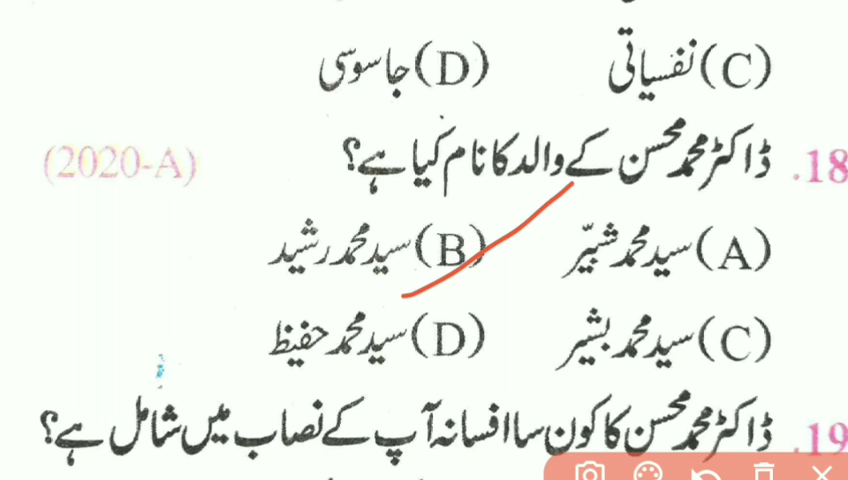 (C) نفسیاتی (D) جاسوسی
18. ڈاکٹر محمد محسن کے والد کا نام کیا ہے؟ (2020-A)
(A) سید محمد شبیّر (B) سید محمد رشید
(C) سید محمد بشیر (D) سید محمد حفیظ
19. ڈاکٹر محمد محسن کا کون سا افسانہ آپ کے نصاب میں شامل ہے؟